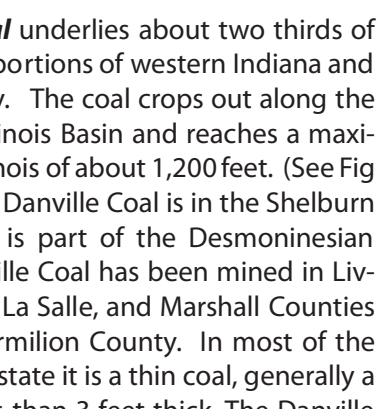 al underlies about two thirds of
portions of western Indiana and
y. The coal crops out along the
inois Basin and reaches a maxi-
nois of about 1,200 feet. (See Fig
Danville Coal is in the Shelburn
is part of the Desmoninesian
ille Coal has been mined in Liv-
La Salle, and Marshall Counties
rmilion County. In most of the
state it is a thin coal, generally a
than 3 feet thick. The Danville